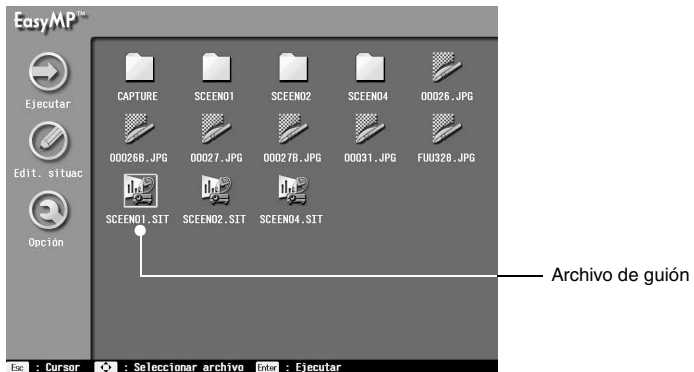 EasyMP™
Ejecutar
Edit. situac
Opción
CAPTURE SCEEN01 SCEEN02 SCEEN04 00026.JPG
00026B.JPG 00027.JPG 00027B.JPG 00031.JPG FUU328.JPG
SCEEN01.SIT SCEEN02.SIT SCEEN04.SIT
Archivo de guión
Esc : Cursor : Seleccionar archivo Enter : Ejecutar